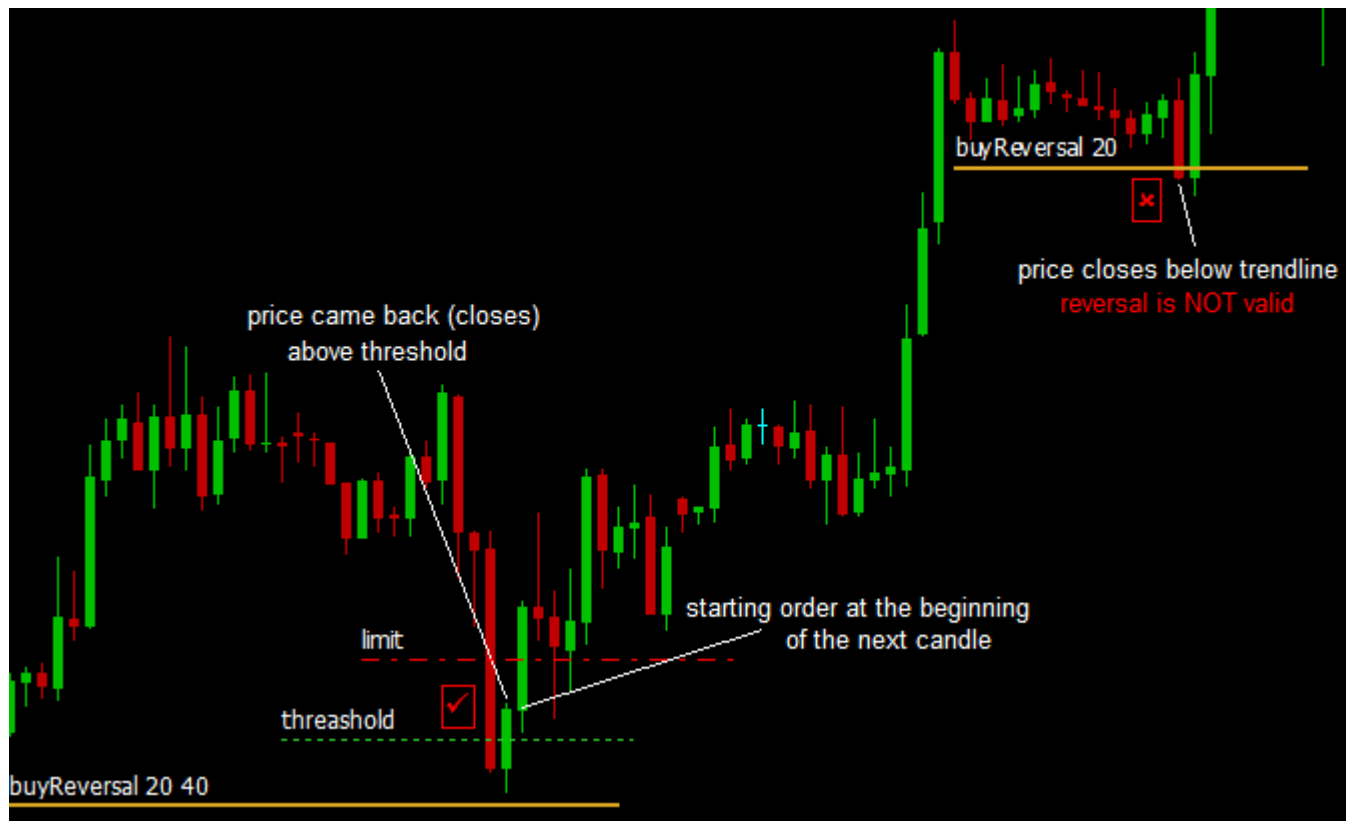 buyReversal 20
price closes below trendline
reversal is NOT valid
price came back (closes)
above threshold
starting order at the beginning
of the next candle
limit
threashold
buyReversal 20 40